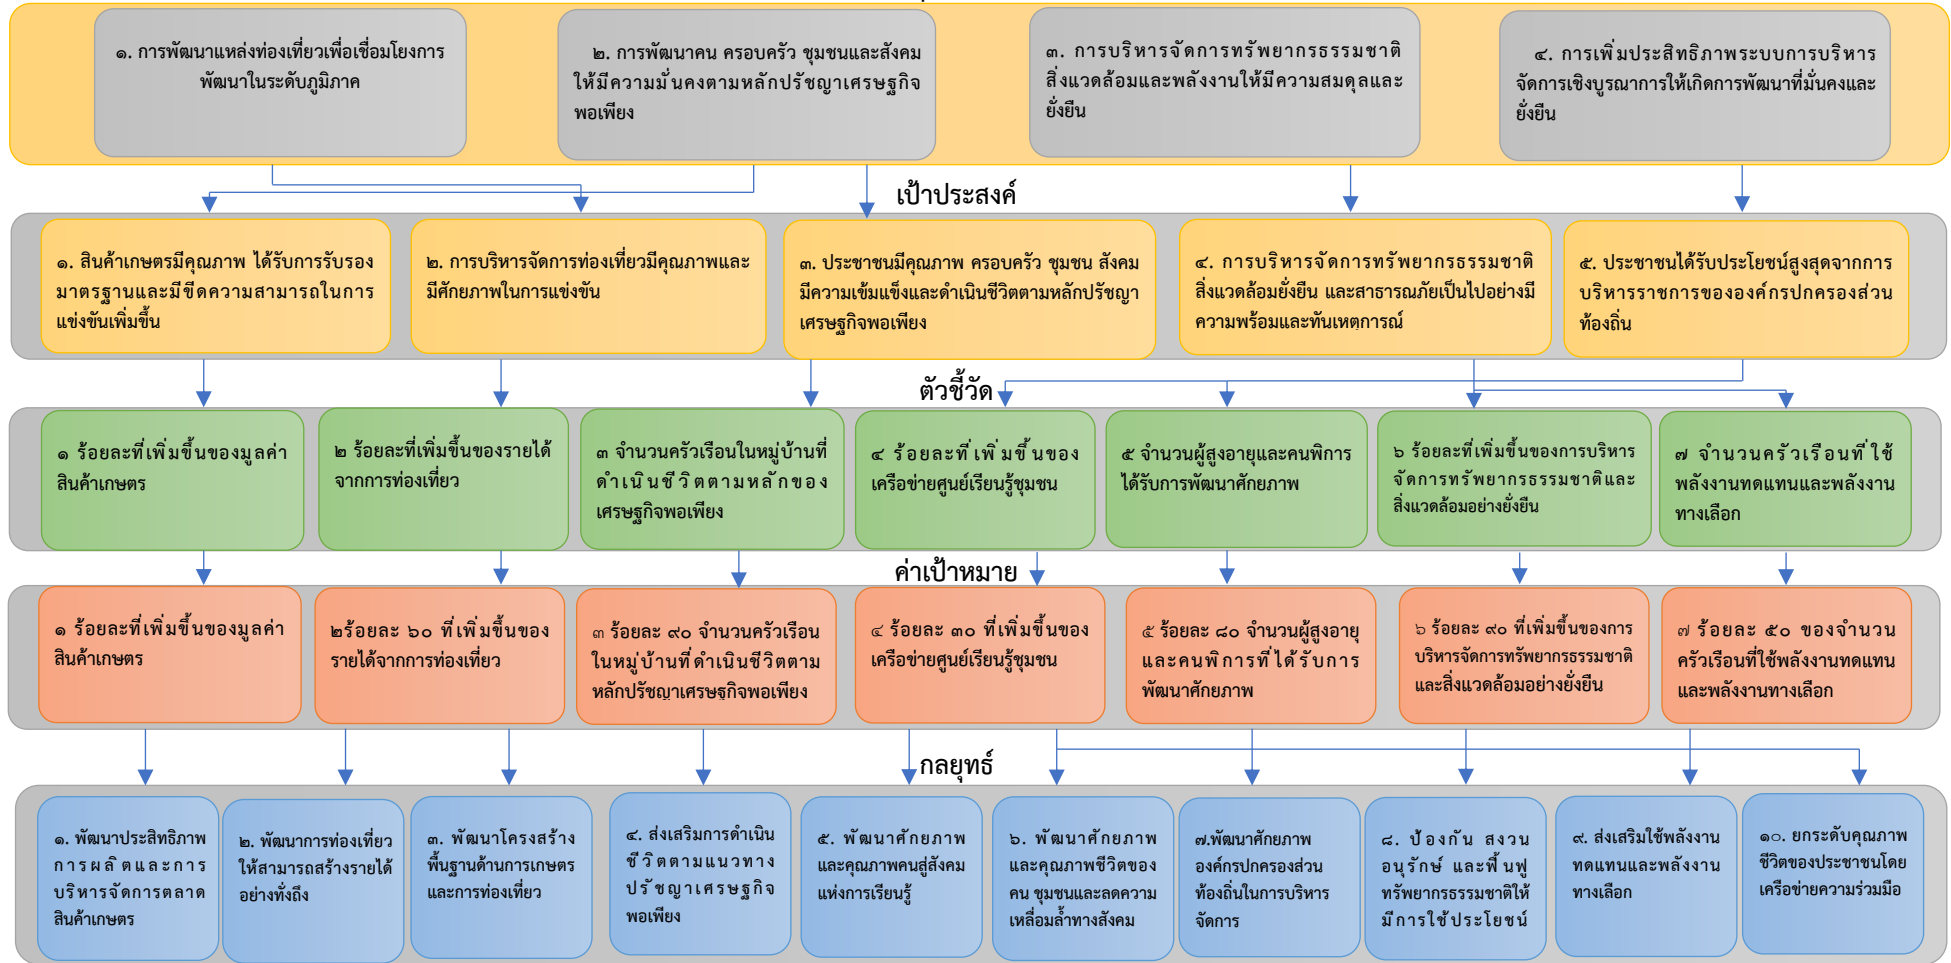 ๑. การพัฒนาแหล่งท่องเที่ยวเพื่อเชื่อมโยงการ
พัฒนาในระดับภูมิภาค
๒. การพัฒนาคน ครอบครัว ชุมชนและสังคม
ให้มีความมั่นคงตามหลักปรัชญาเศรษฐกิจ
พอเพียง
๓. การบริหารจัดการทรัพยากรธรรมชาติ
สิ่งแวดล้อมและพลังงานให้มีความสมดุลและ
ยั่งยืน
๔. การเพิ่มประสิทธิภาพระบบการบริหาร
จัดการเชิงบูรณาการให้เกิดการพัฒนาที่มั่นคงและ
ยั่งยืน
เป้าประสงค์
๑. สินค้าเกษตรมีคุณภาพ ได้รับการรับรอง
มาตรฐานและมีขีดความสามารถในการ
แข่งขันเพิ่มขึ้น
๒. การบริหารจัดการท่องเที่ยวมีคุณภาพและ
มีศักยภาพในการแข่งขัน
๓. ประชาชนมีคุณภาพ ครอบครัว ชุมชน สังคม
มีความเข้มแข็งและดำเนินชีวิตตามหลักปรัชญา
เศรษฐกิจพอเพียง
๔. การบริหารจัดการทรัพยากรธรรมชาติ
สิ่งแวดล้อมยั่งยืน และสาธารณภัยเป็นไปอย่างมี
ความพร้อมและทันเหตุการณ์
๕. ประชาชนได้รับประโยชน์สูงสุดจากการ
บริหารราชการขององค์กรปกครองส่วน
ท้องถิ่น
ตัวชี้วัด
๑ ร้อยละที่เพิ่มขึ้นของมูลค่า
สินค้าเกษตร
๒ ร้อยละที่เพิ่มขึ้นของรายได้
จากการท่องเที่ยว
๓ จำนวนครัวเรือนในหมู่บ้านที่
ดำเนินชีวิตตามหลักของ
เศรษฐกิจพอเพียง
๔ ร้อยละที่เพิ่มขึ้นของ
เครือข่ายศูนย์เรียนรู้ชุมชน
๕ จำนวนผู้สูงอายุและคนพิการ
ได้รับการพัฒนาศักยภาพ
๖ ร้อยละที่เพิ่มขึ้นของการบริหาร
จัดการทรัพยากรธรรมชาติและ
สิ่งแวดล้อมอย่างยั่งยืน
๗ จำนวนครัวเรือนที่ใช้
พลังงานทดแทนและพลังงาน
ทางเลือก
ค่าเป้าหมาย
๑ ร้อยละที่เพิ่มขึ้นของมูลค่า
สินค้าเกษตร
๒ร้อยละ ๖๐ ที่เพิ่มขึ้นของ
รายได้จากการท่องเที่ยว
๓ ร้อยละ ๙๐ จำนวนครัวเรือน
ในหมู่บ้านที่ดำเนินชีวิตตาม
หลักปรัชญาเศรษฐกิจพอเพียง
๔ ร้อยละ ๓๐ ที่เพิ่มขึ้นของ
เครือข่ายศูนย์เรียนรู้ชุมชน
๕ ร้อยละ ๘๐ จำนวนผู้สูงอายุ
และคนพิการที่ได้รับการ
พัฒนาศักยภาพ
๖ ร้อยละ ๙๐ ที่เพิ่มขึ้นของการ
บริหารจัดการทรัพยากรธรรมชาติ
และสิ่งแวดล้อมอย่างยั่งยืน
๗ ร้อยละ ๕๐ ของจำนวน
ครัวเรือนที่ใช้พลังงานทดแทน
และพลังงานทางเลือก
กลยุทธ์
๑. พัฒนาประสิทธิภาพ
การผลิตและการ
บริหารจัดการตลาด
สินค้าเกษตร
๒. พัฒนาการท่องเที่ยว
ให้สามารถสร้างรายได้
อย่างทั่งถึง
๓. พัฒนาโครงสร้าง
พื้นฐานด้านการเกษตร
และการท่องเที่ยว
๔. ส่งเสริมการดำเนิน
ชีวิตตามแนวทาง
ปรัชญาเศรษฐกิจ
พอเพียง
๕. พัฒนาศักยภาพ
และคุณภาพคนสู่สังคม
แห่งการเรียนรู้
๖. พัฒนาศักยภาพ
และคุณภาพชีวิตของ
คน ชุมชนและลดความ
เหลื่อมล้ำทางสังคม
๗.พัฒนาศักยภาพ
องค์กรปกครองส่วน
ท้องถิ่นในการบริหาร
จัดการ
๘. ป้องกัน สงวน
อนุรักษ์ และฟื้นฟู
ทรัพยากรธรรมชาติให้
มีการใช้ประโยชน์
๙. ส่งเสริมใช้พลังงาน
ทดแทนและพลังงาน
ทางเลือก
๑๐. ยกระดับคุณภาพ
ชีวิตของประชาชนโดย
เครือข่ายความร่วมมือ